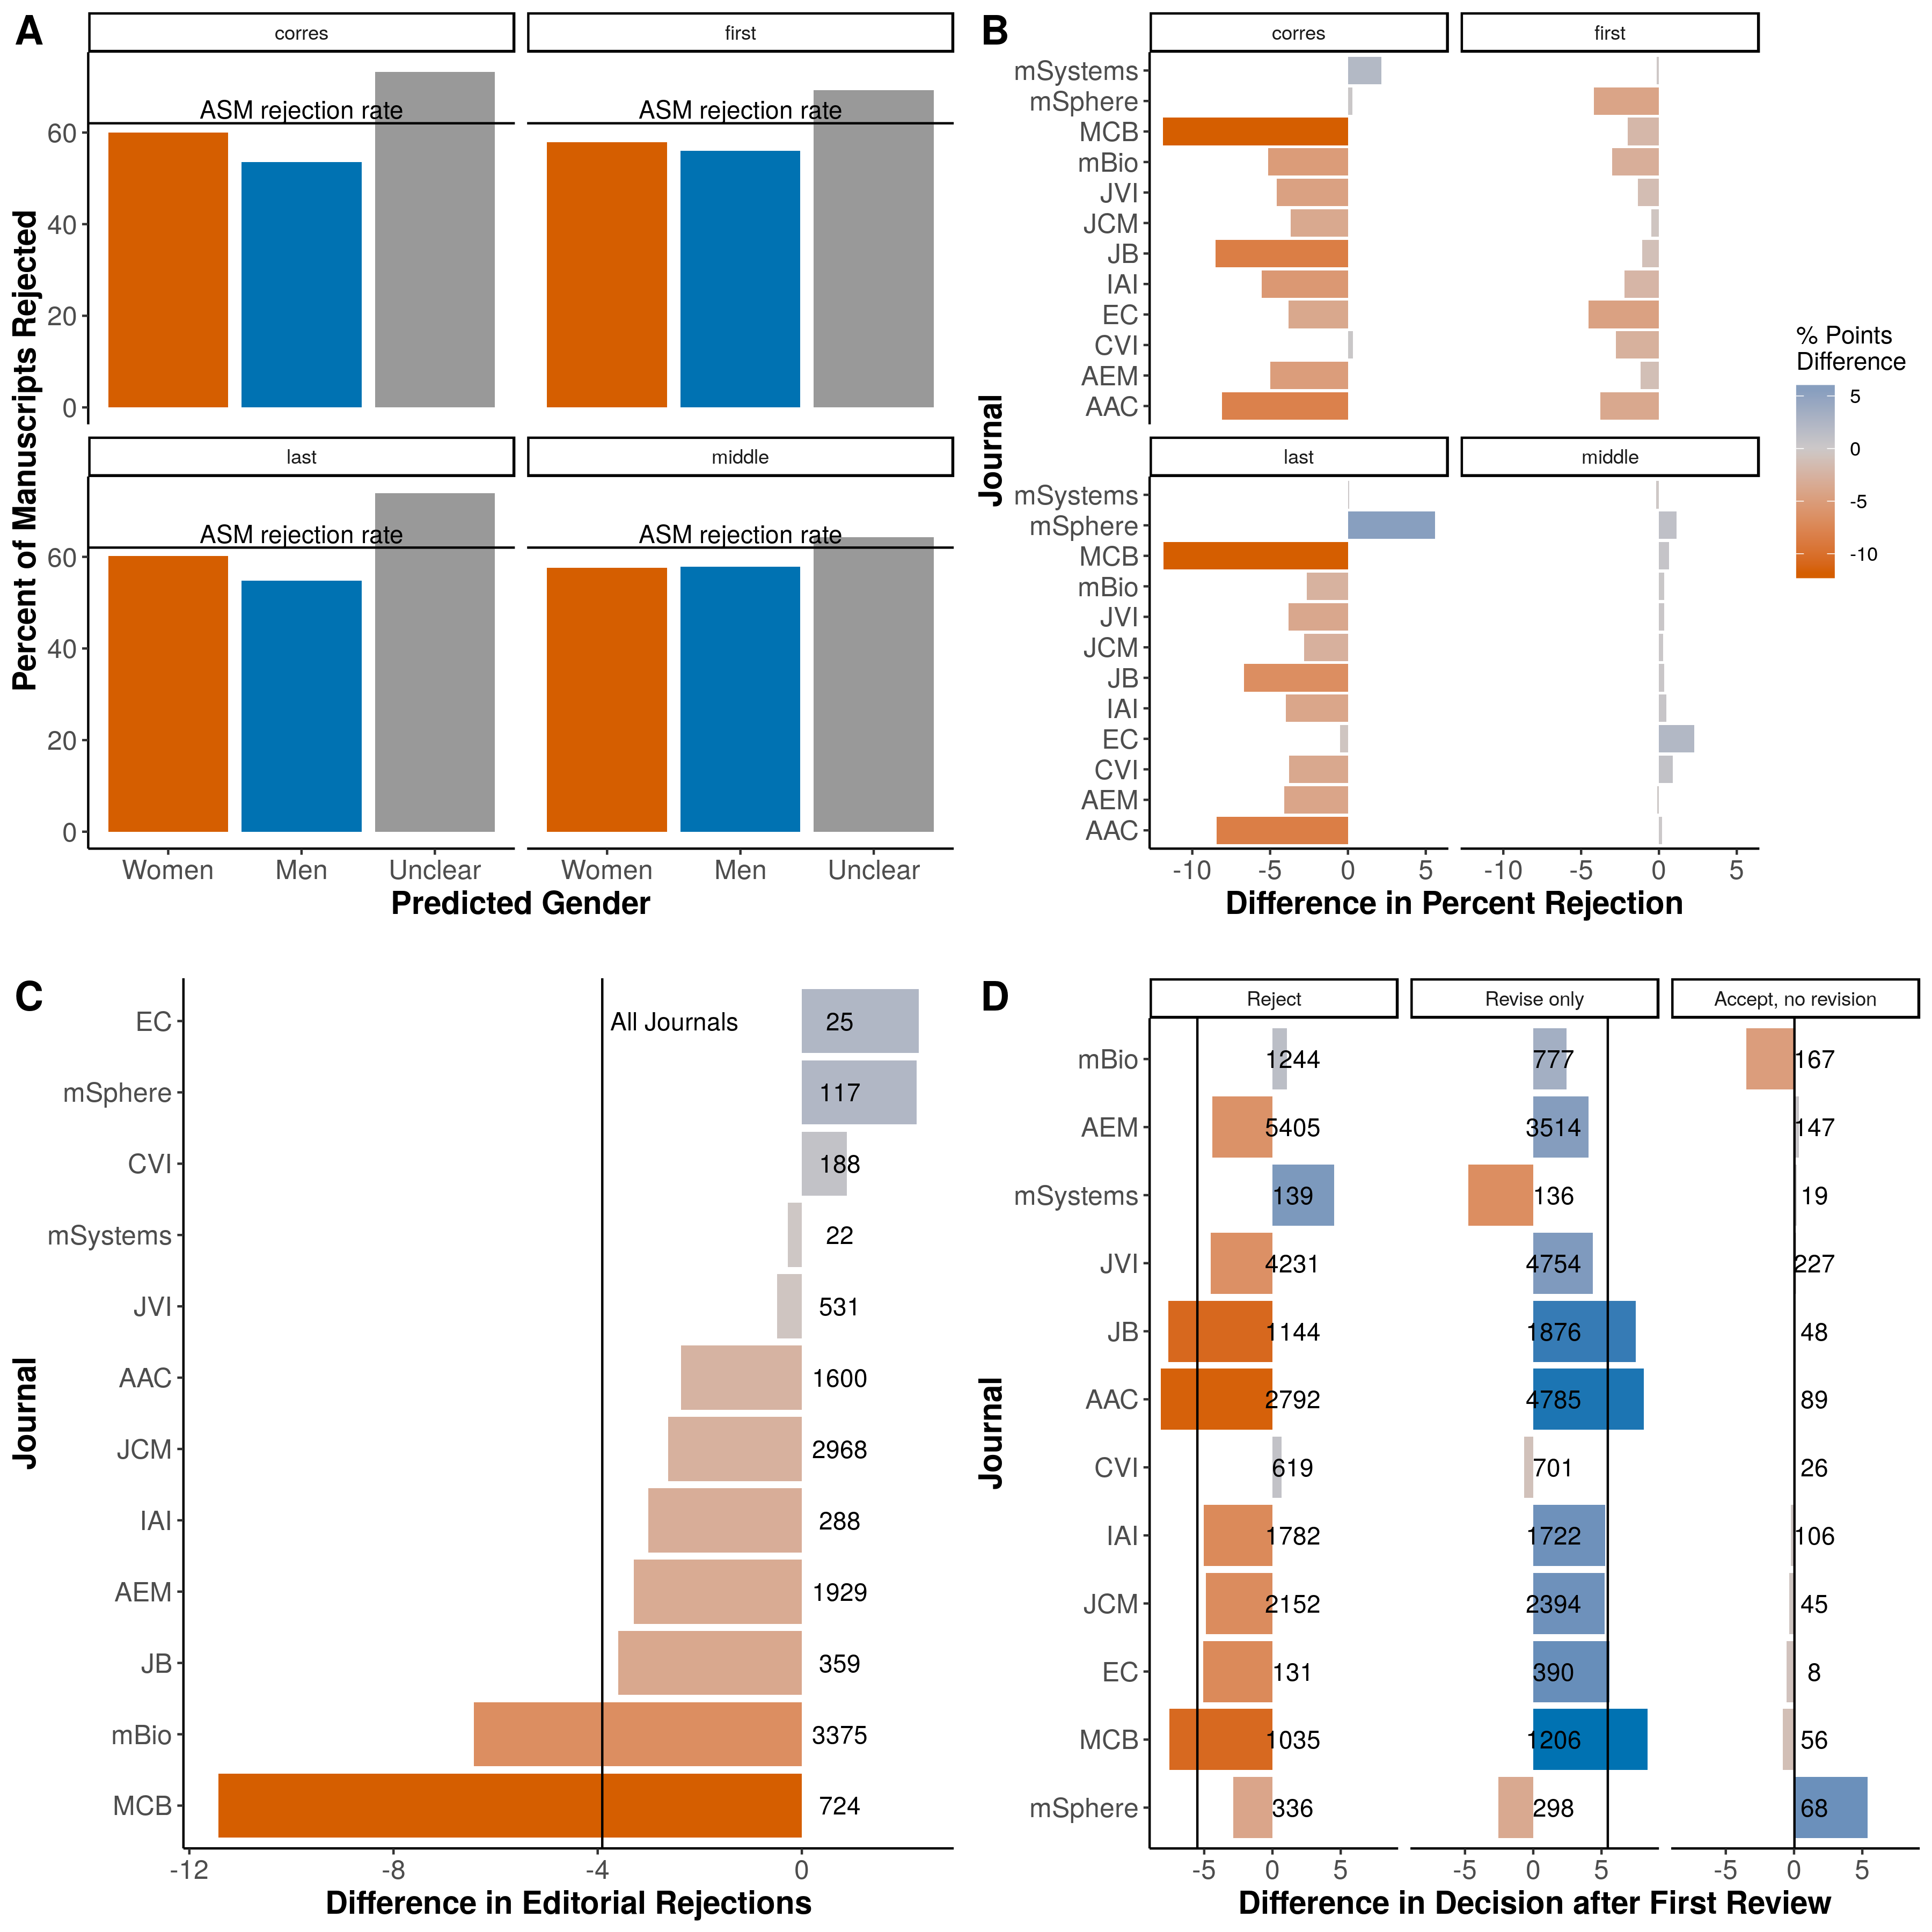 A
corres
first
ASM rejection rate
ASM rejection rate
60
40
20
0
last
middle
ASM rejection rate
ASM rejection rate
60
40
20
0
Women
Men
Unclear
Women
Men
Unclear
Predicted Gender
Percent of Manuscripts Rejected
B
corres
first
mSystems
mSphere
MCB
mBio
JVI
JCM
JB
IAI
EC
CVI
AEM
AAC
last
middle
mSystems
mSphere
MCB
mBio
JVI
JCM
JB
IAI
EC
CVI
AEM
AAC
-10
-5
0
5
-10
-5
0
5
Difference in Percent Rejection
Journal
% Points
Difference
5
0
-5
-10
C
All Journals
EC
25
mSphere
117
CVI
188
mSystems
22
JVI
531
AAC
1600
JCM
2968
IAI
288
AEM
1929
JB
359
mBio
3375
MCB
724
-12
-8
-4
0
Difference in Editorial Rejections
Journal
D
Reject
Revise only
Accept, no revision
mBio
1244
777
167
AEM
5405
3514
147
mSystems
139
136
19
JVI
4231
4754
227
JB
1144
1876
48
AAC
2792
4785
89
CVI
619
701
26
IAI
1782
1722
106
JCM
2152
2394
45
EC
131
390
8
MCB
1035
1206
56
mSphere
336
298
68
-5
0
5
-5
0
5
-5
0
5
Difference in Decision after First Review
Journal